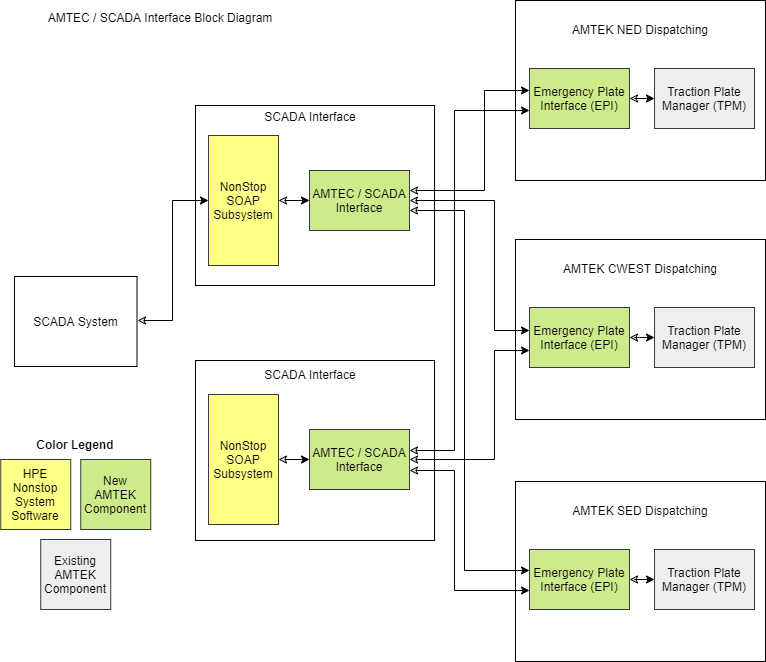 AMTEC / SCADA Interface Block Diagram
AMTEK NED Dispatching
Emergency Plate
Interface (EPI)
Traction Plate
Manager (TPM)
SCADA Interface
NonStop
SOAP
Subsystem
AMTEC / SCADA
Interface
AMTEK CWEST Dispatching
Emergency Plate
Interface (EPI)
Traction Plate
Manager (TPM)
SCADA System
SCADA Interface
NonStop
SOAP
Subsystem
AMTEC / SCADA
Interface
AMTEK SED Dispatching
Emergency Plate
Interface (EPI)
Traction Plate
Manager (TPM)
Color Legend
HPE
Nonstop
System
Software
New
AMTEK
Component
Existing
AMTEK
Component